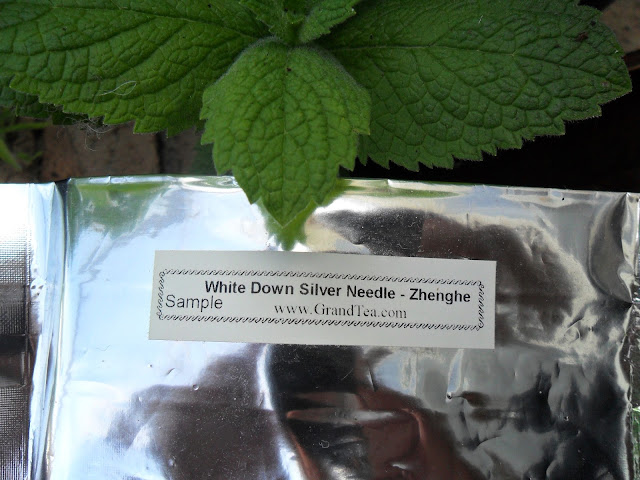 White Down Silver Needle - Zhenghe
Sample
www.GrandTea.com